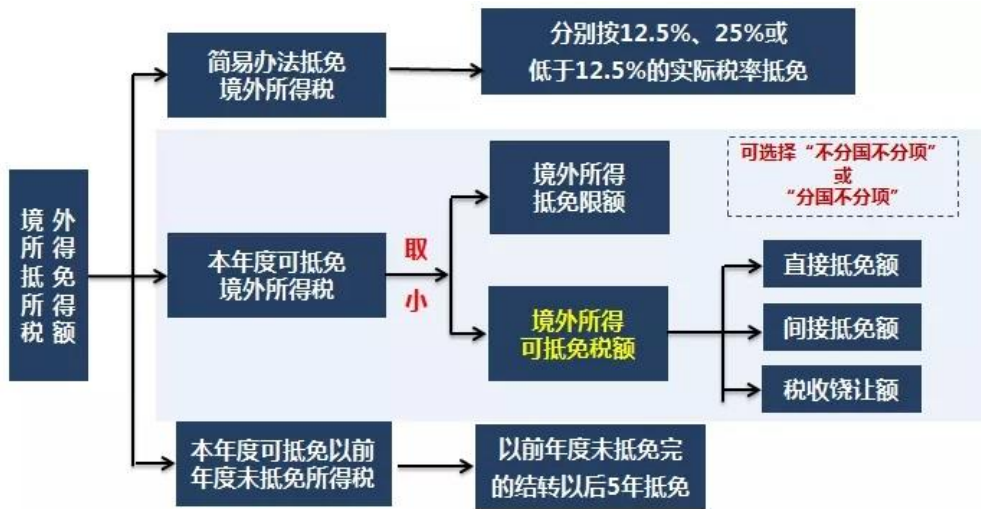 简易办法抵免
境外所得税
分别按12.5%、25%或
低于12.5%的实际税率抵免
境外
所得
抵免
所得
税额
本年度可抵免
境外所得税
取
小
境外所得
抵免限额
可选择“不分国不分项”
或
“分国不分项”
境外所得
可抵免税额
直接抵免额
间接抵免额
税收饶让额
本年度可抵免以前
年度未抵免所得税
以前年度未抵免完
的结转以后5年抵免